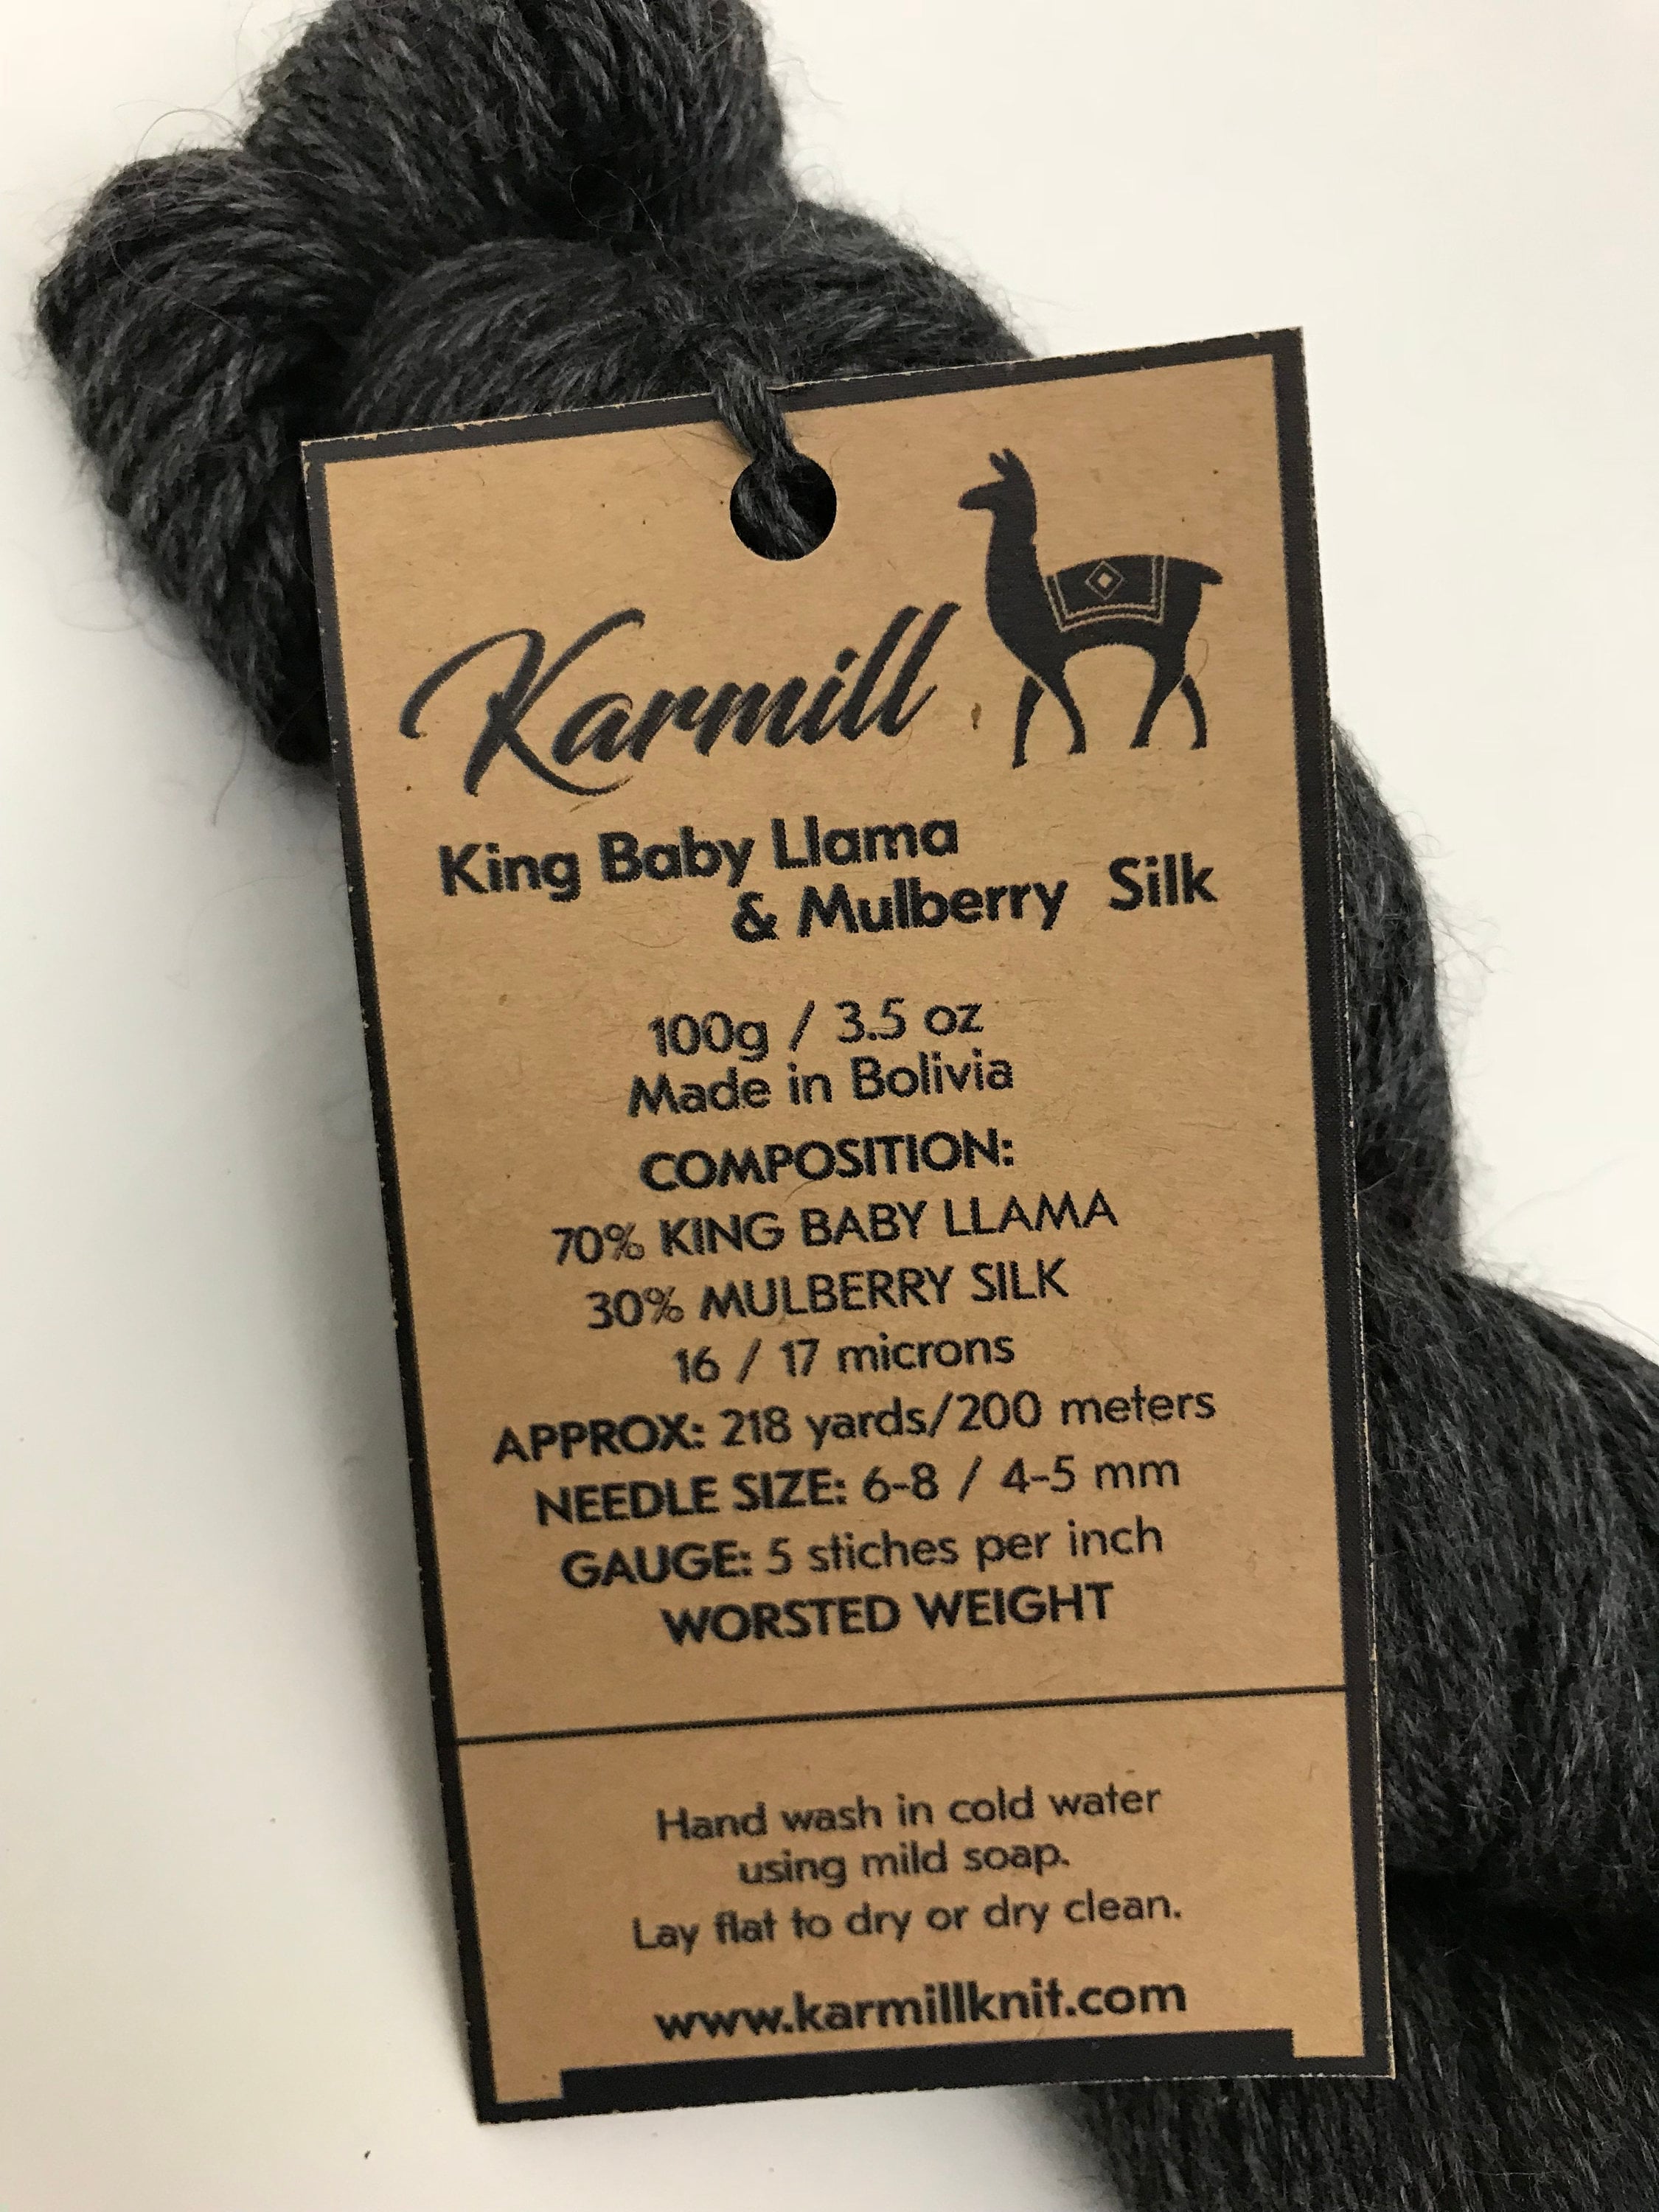 Karmill
King Baby Llama
& Mulberry Silk
100g / 3.5 oz
Made in Bolivia
COMPOSITION:
70% KING BABY LLAMA
30% MULBERRY SILK
16 / 17 microns
APPROX: 218 yards/200 meters
NEEDLE SIZE: 6-8 / 4-5 mm
GAUGE: 5 stiches per inch
WORSTED WEIGHT
Hand wash in cold water
using mild soap.
Lay flat to dry or dry clean.
www.karmillknit.com